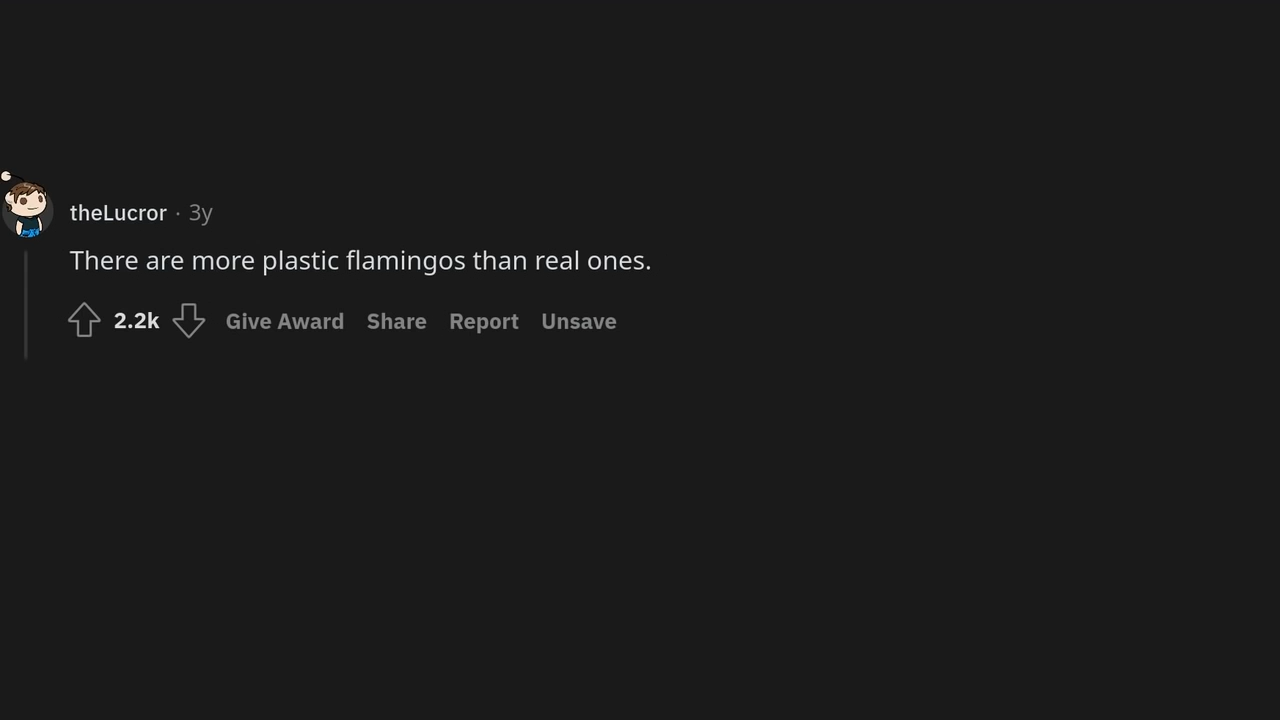 theLucror · 3y
There are more plastic flamingos than real ones.
2.2k Give Award Share Report Unsave